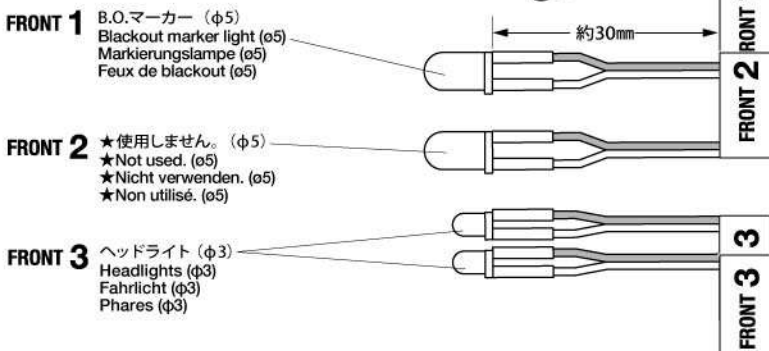 FRONT 1
B.O.マーカー（φ5）
Blackout marker light (ø5)
Markierungslampe (ø5)
Feux de blackout (ø5)
約30mm
RONT
FRONT 2
FRONT 2
★使用しません。（φ5）
★Not used. (ø5)
★Nicht verwenden. (ø5)
★Non utilisé. (ø5)
FRONT 3
ヘッドライト（φ3）
Headlights (φ3)
Fahrlicht (φ3)
Phares (φ3)
3
FRONT 3